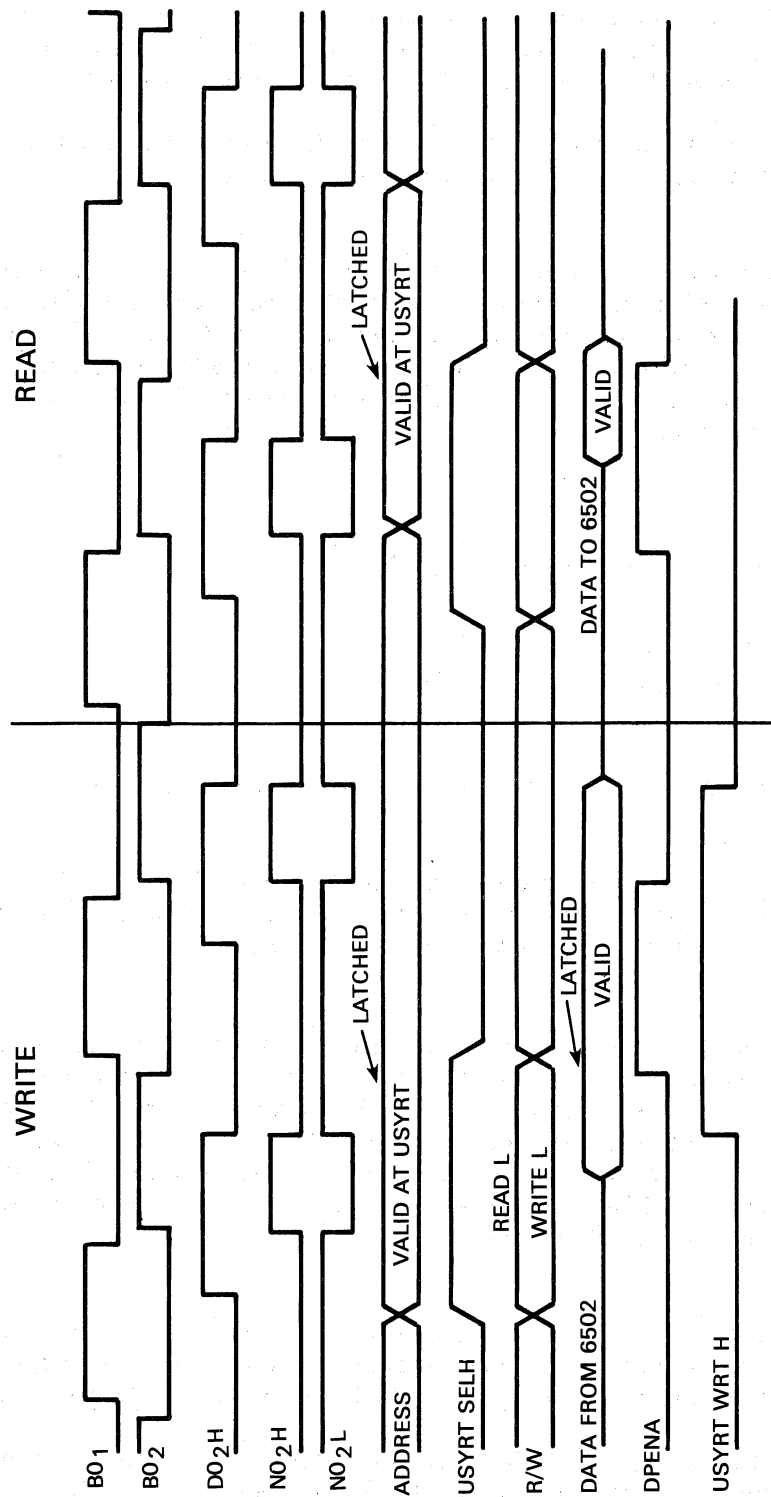 WRITE
READ
BO1
BO2
DO2H
NO2H
NO2L
ADDRESS
VALID AT USYRT
LATCHED
VALID AT USYRT
LATCHED
USYRT SELH
R/W
READ L
WRITE L
DATA FROM 6502
LATCHED
VALID
DATA TO 6502
VALID
DPENA
USYRT WRT H